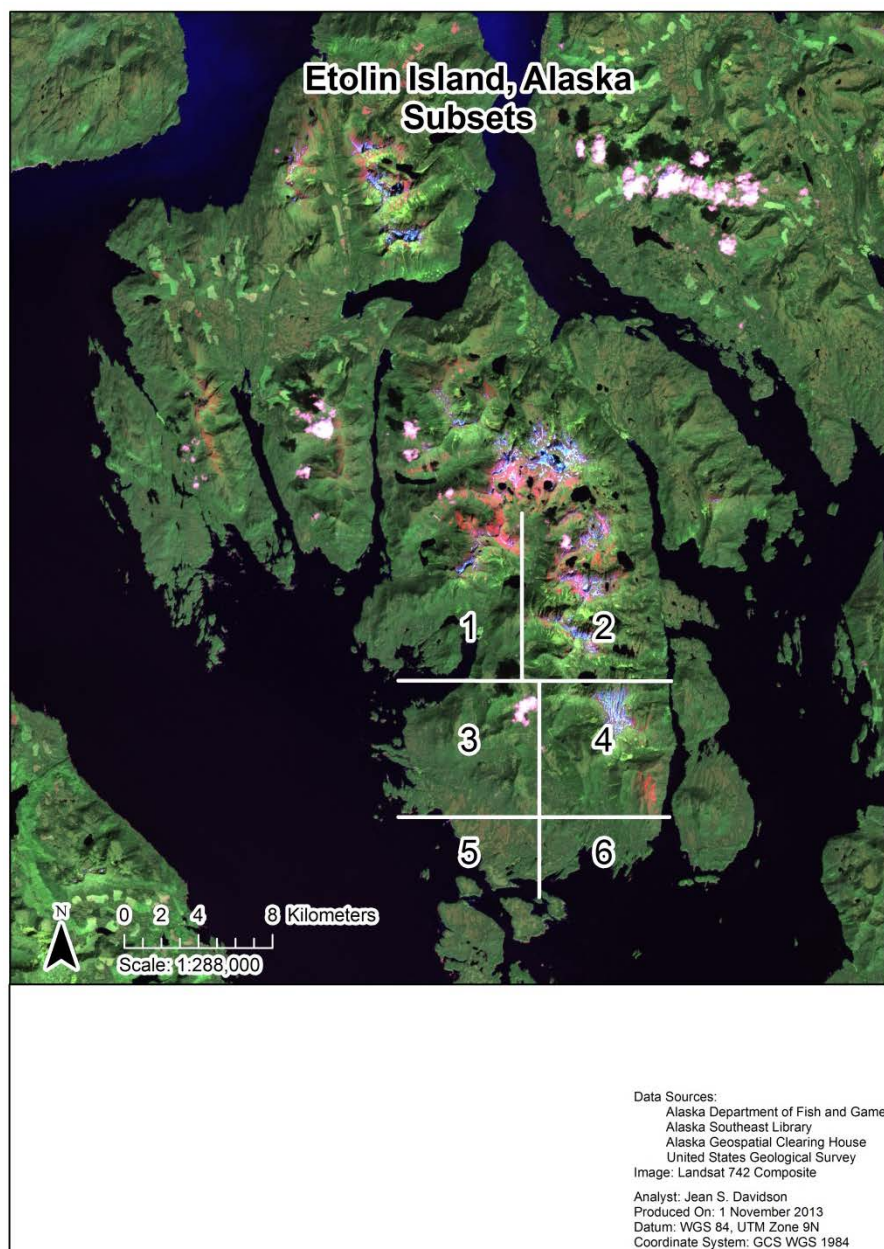 Etolin Island, Alaska
Subsets
1
2
3
4
5
6
N
0 2 4 8 Kilometers
Scale: 1:288,000
Data Sources:
Alaska Department of Fish and Game
Alaska Southeast Library
Alaska Geospatial Clearing House
United States Geological Survey
Image: Landsat 742 Composite
Analyst: Jean S. Davidson
Produced On: 1 November 2013
Datum: WGS 84, UTM Zone 9N
Coordinate System: GCS WGS 1984